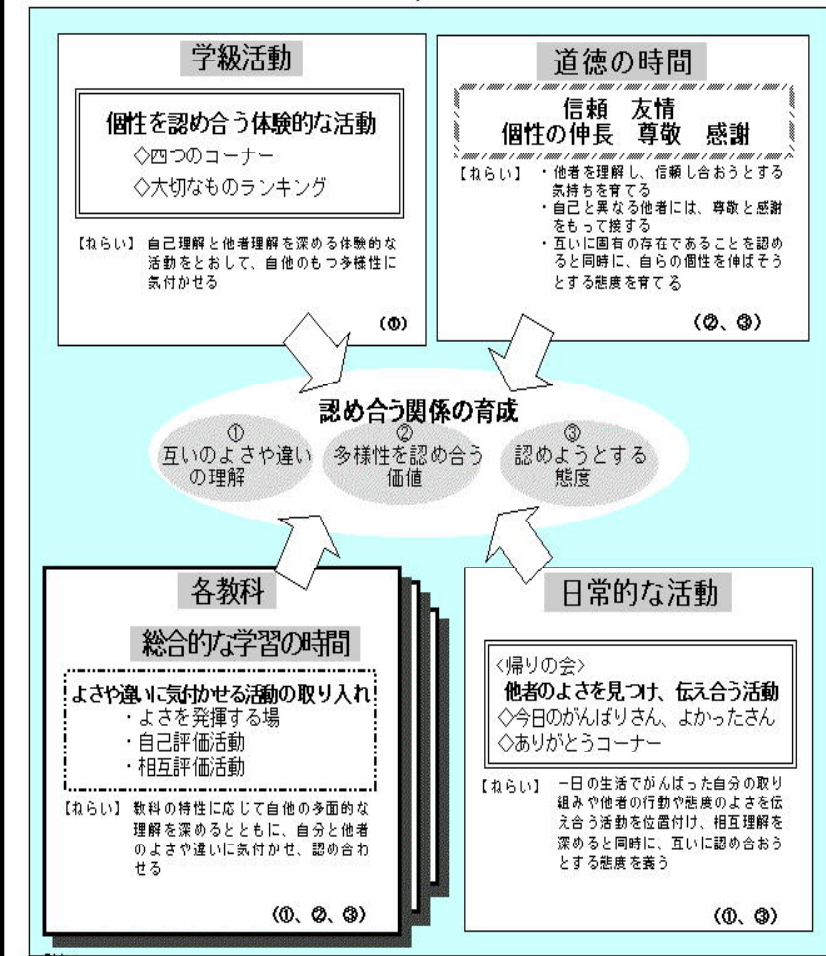 学級活動
個性を認め合う体験的な活動
◇四つのコーナー
◇大切なものランキング
【ねらい】 自己理解と他者理解を深める体験的な
活動をとおして、自他のもつ多様性に
気付かせる
(①)
道徳の時間
信頼 友情
個性の伸長 尊敬 感謝
【ねらい】 ・他者を理解し、信頼し合おうとする
気持ちを育てる
・自己と異なる他者には、尊敬と感謝
をもって接する
・互いに固有の存在であることを認め
ると同時に、自らの個性を伸ばそう
とする態度を育てる
(②、③)
認め合う関係の育成
①
互いのよさや違い
の理解
②
多様性を認め合う
価値
③
認めようとする
態度
各教科
総合的な学習の時間
よさや違いに気付かせる活動の取り入れ
・よさを発揮する場
・自己評価活動
・相互評価活動
【ねらい】 教科の特性に応じて自他の多面的な
理解を深めるとともに、自分と他者
のよさや違いに気付かせ、認め合わ
せる
(①、②、③)
日常的な活動
<帰りの会>
他者のよさを見つけ、伝え合う活動
◇今日のがんばりさん、よかったさん
◇ありがとうコーナー
【ねらい】 一日の生活でがんばった自分の取り
組みや他者の行動や態度のよさを伝
え合う活動を位置付け、相互理解を
深めると同時に、互いに認め合おう
とする態度を養う
(①、③)